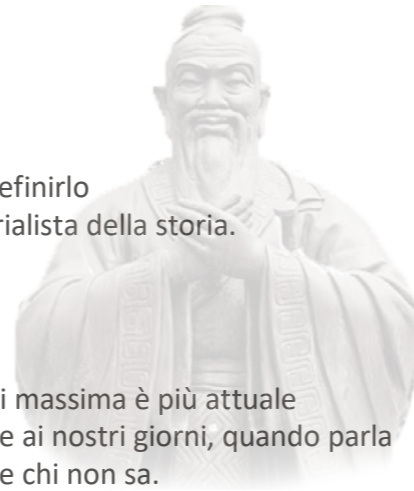 efinirlo
rialista della storia.
i massima è più attuale
e ai nostri giorni, quando parla
e chi non sa.